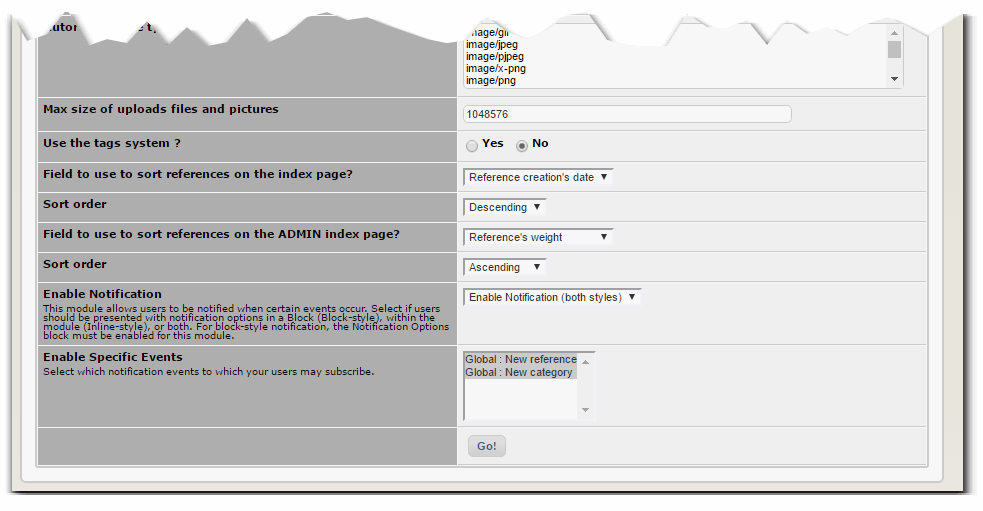 image/gif
image/jpeg
image/pjpeg
image/x-png
image/png
Max size of uploads files and pictures
1048576
Use the tags system ?
Yes No
Field to use to sort references on the index page?
Reference creation's date
Sort order
Descending
Field to use to sort references on the ADMIN index page?
Reference's weight
Sort order
Ascending
Enable Notification
This module allows users to be notified when certain events occur. Select if users
should be presented with notification options in a Block (Block-style), within the
module (Inline-style), or both. For block-style notification, the Notification Options
block must be enabled for this module.
Enable Notification (both styles)
Enable Specific Events
Select which notification events to which your users may subscribe.
Global : New reference
Global : New category
Go!